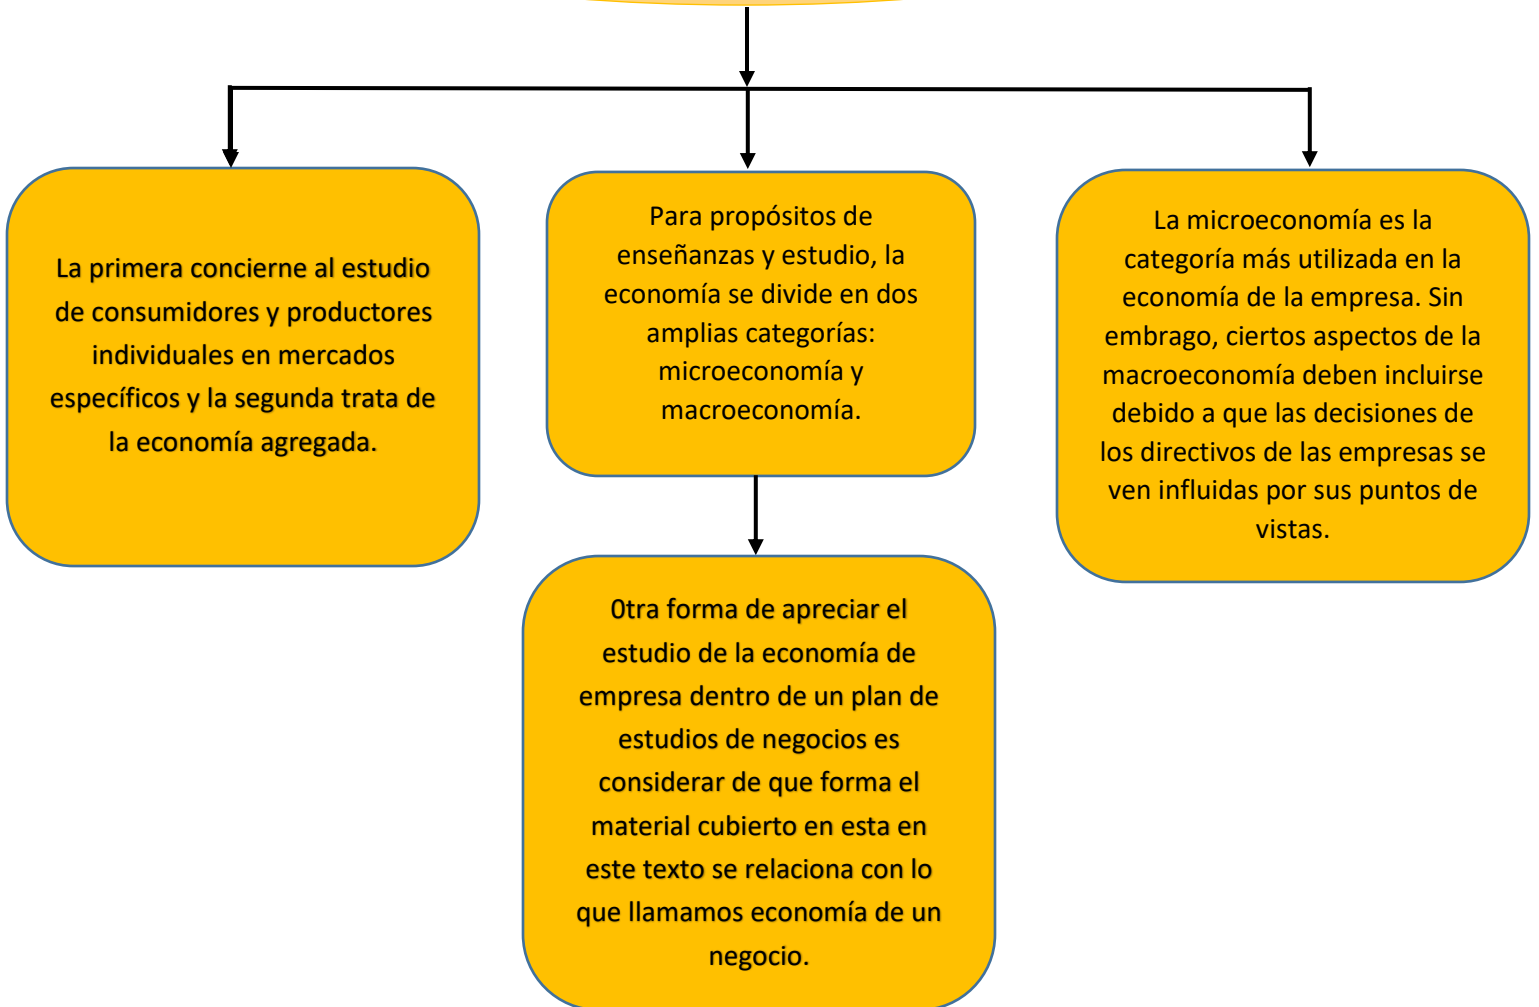 La primera concierne al estudio
de consumidores y productores
individuales en mercados
específicos y la segunda trata de
la economía agregada.
Para propósitos de
enseñanzas y estudio, la
economía se divide en dos
amplias categorías:
microeconomía y
macroeconomía.
La microeconomía es la
categoría más utilizada en la
economía de la empresa. Sin
embrago, ciertos aspectos de la
macroeconomía deben incluirse
debido a que las decisiones de
los directivos de las empresas se
ven influidas por sus puntos de
vistas.
0tra forma de apreciar el
estudio de la economía de
empresa dentro de un plan de
estudios de negocios es
considerar de que forma el
material cubierto en esta en
este texto se relaciona con lo
que llamamos economía de un
negocio.